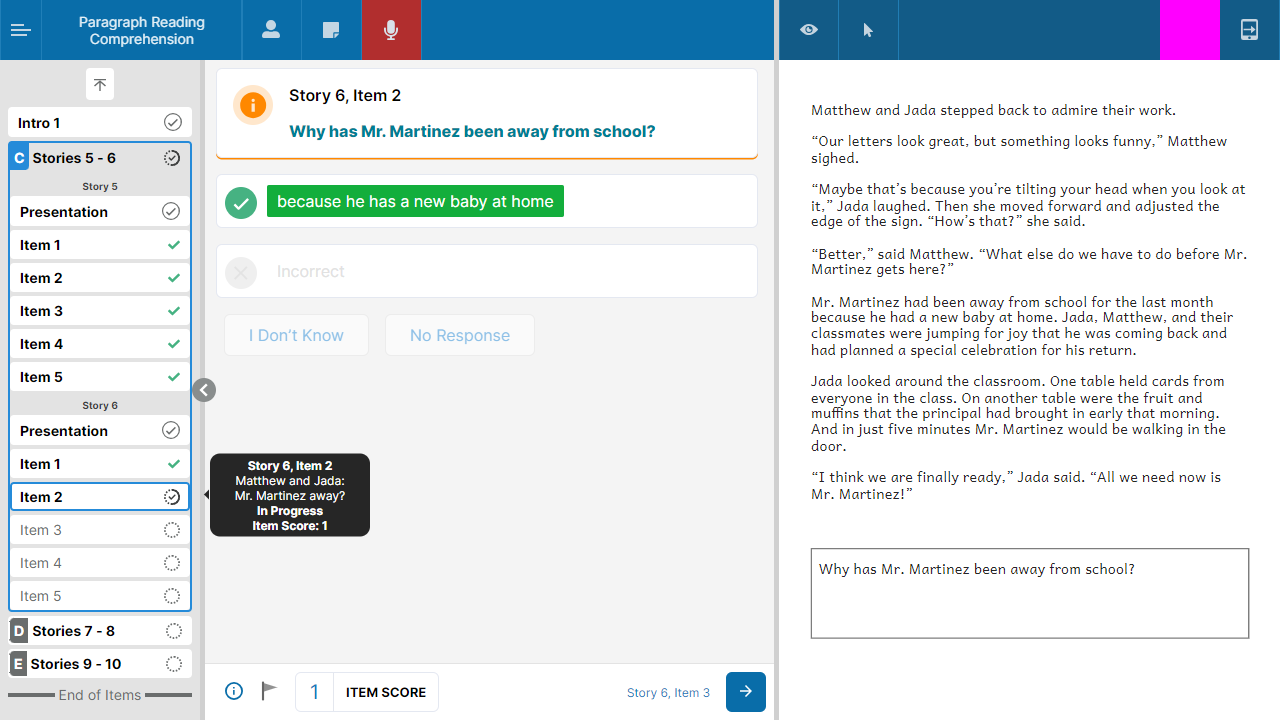 Paragraph Reading
Comprehension
Intro 1
C Stories 5 - 6
Story 5
Presentation
Item 1
Item 2
Item 3
Item 4
Item 5
Story 6
Presentation
Item 1
Item 2
Item 3
Item 4
Item 5
D Stories 7 - 8
E Stories 9 - 10
End of Items
Story 6, Item 2
Matthew and Jada:
Mr. Martinez away?
In Progress
Item Score: 1
Story 6, Item 2
Why has Mr. Martinez been away from school?
because he has a new baby at home
Incorrect
I Don’t Know
No Response
1 ITEM SCORE
Story 6, Item 3
Matthew and Jada stepped back to admire their work.
“Our letters look great, but something looks funny,” Matthew
sighed.
“Maybe that’s because you’re tilting your head when you look at
it,” Jada laughed. Then she moved forward and adjusted the
edge of the sign. “How’s that?” she said.
“Better,” said Matthew. “What else do we have to do before Mr.
Martinez gets here?”
Mr. Martinez had been away from school for the last month
because he had a new baby at home. Jada, Matthew, and their
classmates were jumping for joy that he was coming back and
had planned a special celebration for his return.
Jada looked around the classroom. One table held cards from
everyone in the class. On another table were the fruit and
muffins that the principal had brought in early that morning.
And in just five minutes Mr. Martinez would be walking in the
door.
“I think we are finally ready,” Jada said. “All we need now is
Mr. Martinez!”
Why has Mr. Martinez been away from school?